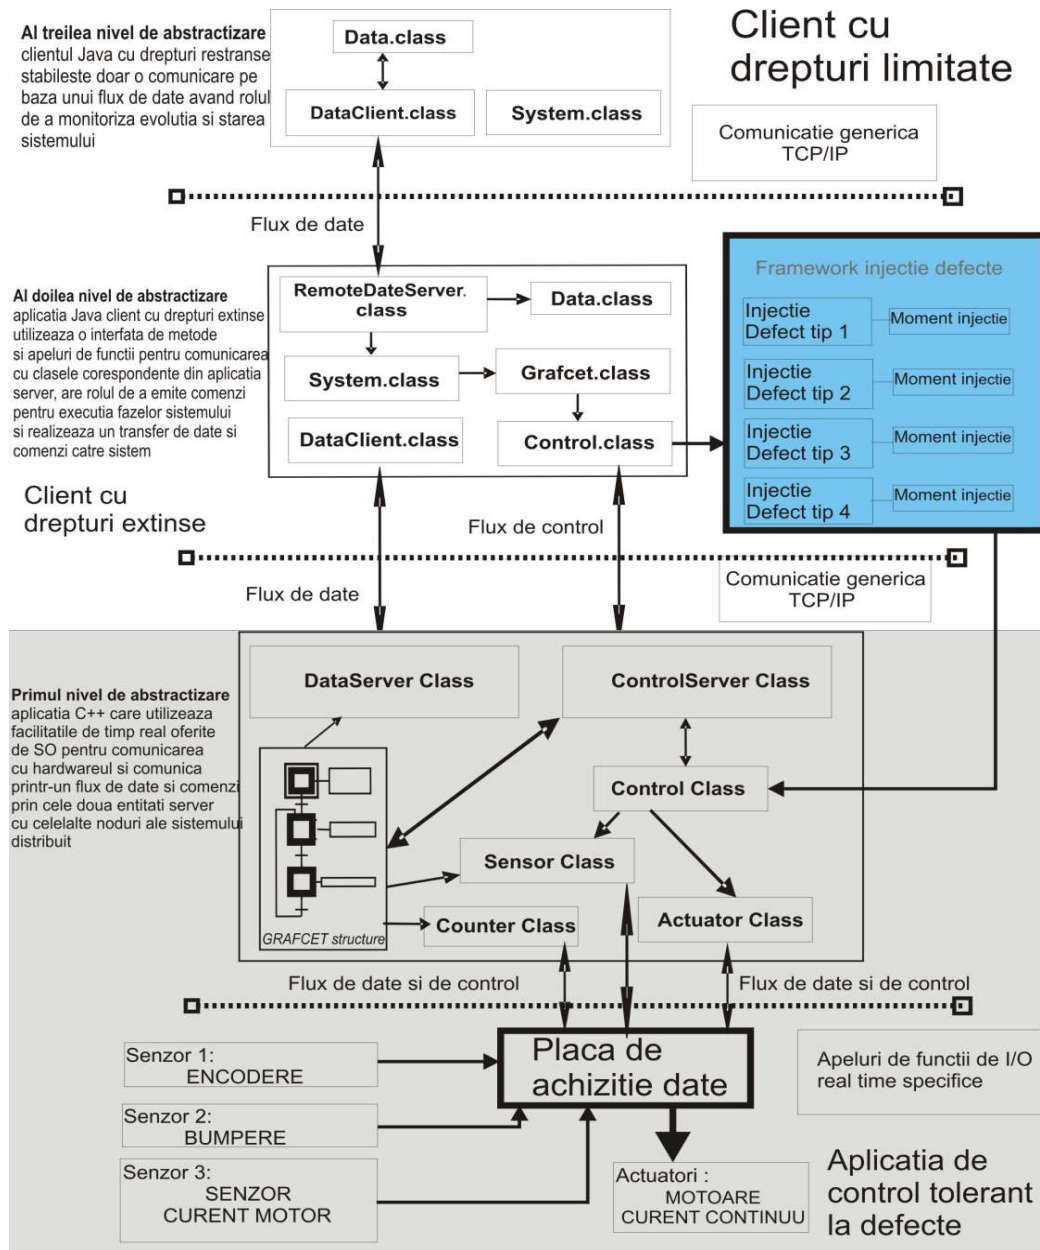 Al treilea nivel de abstractizare
clientul Java cu drepturi restranse
stabileste doar o comunicare pe
baza unui flux de date avand rolul
de a monitoriza evolutia si starea
sistemului
Data.class
DataClient.class
System.class
Client cu
drepturi limitate
Comunicatie generica
TCP/IP
Flux de date
Al doilea nivel de abstractizare
aplicatia Java client cu drepturi extinse
utilizeaza o interfata de metode
si apeluri de functii pentru comunicarea
cu clasele corespondente din aplicatia
server, are rolul de a emite comenzi
pentru executia fazelor sistemului
si realizeaza un transfer de date si
comenzi catre sistem
RemoteDateServer.
class
Data.class
System.class
Grafcet.class
DataClient.class
Control.class
Framework injectie defecte
Injectie
Defect tip 1
Moment injectie
Injectie
Defect tip 2
Moment injectie
Injectie
Defect tip 3
Moment injectie
Injectie
Defect tip 4
Moment injectie
Client cu
drepturi extinse
Flux de control
Flux de date
Comunicatie generica
TCP/IP
Primul nivel de abstractizare
aplicatia C++ care utilizeaza
facilitatile de timp real oferite
de SO pentru comunicarea
cu hardwareul si comunica
printr-un flux de date si comenzi
prin cele doua entitati server
cu celelalte noduri ale sistemului
distribuit
DataServer Class
ControlServer Class
Control Class
Sensor Class
Counter Class
Actuator Class
GRAFCET structure
Flux de date si de control
Flux de date si de control
Senzor 1:
ENCODERE
Senzor 2:
BUMPERE
Senzor 3:
SENZOR
CURENT MOTOR
Placa de
achizitie date
Apeluri de functii de I/O
real time specifice
Actuatori :
MOTOARE
CURENT CONTINUU
Aplicatia de
control tolerant
la defecte